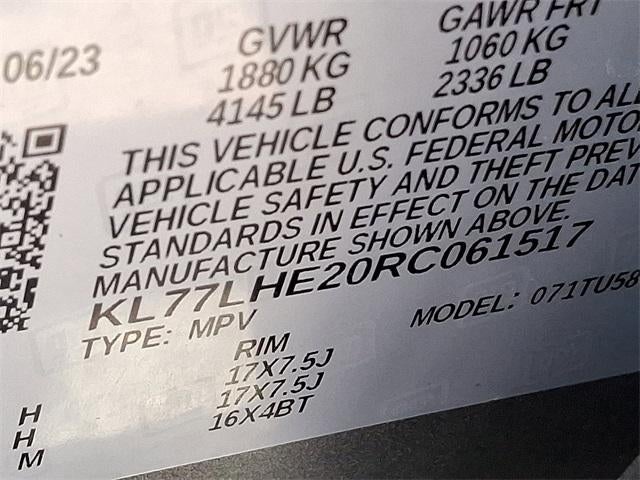 06/23 GVWR GAWR FRT
1880 KG 1060 KG
4145 LB 2336 LB
THIS VEHICLE CONFORMS TO AL
APPLICABLE U.S. FEDERAL MOTO
VEHICLE SAFETY AND THEFT PREV
STANDARDS IN EFFECT ON THE DAT
MANUFACTURE SHOWN ABOVE.
KL77LHE20RC061517
TYPE: MPV MODEL: 071TU58
RIM
17X7.5J
H 17X7.5J
H 16X4BT
M